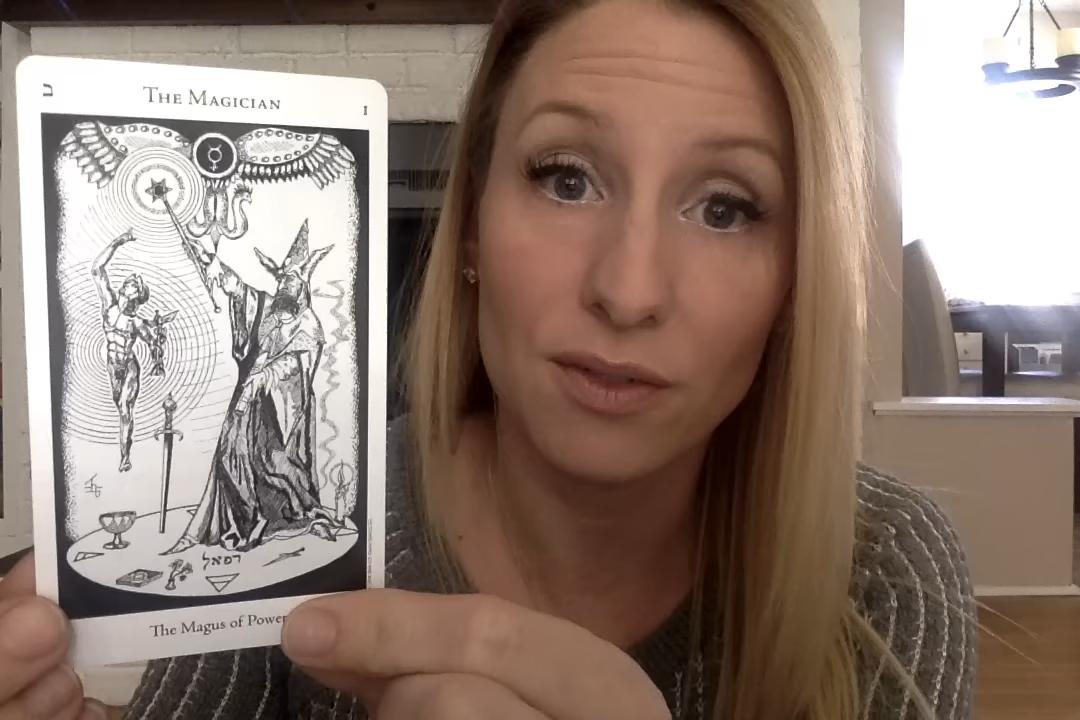 ב
THE MAGICIAN
I
רפאל
The Magus of Power